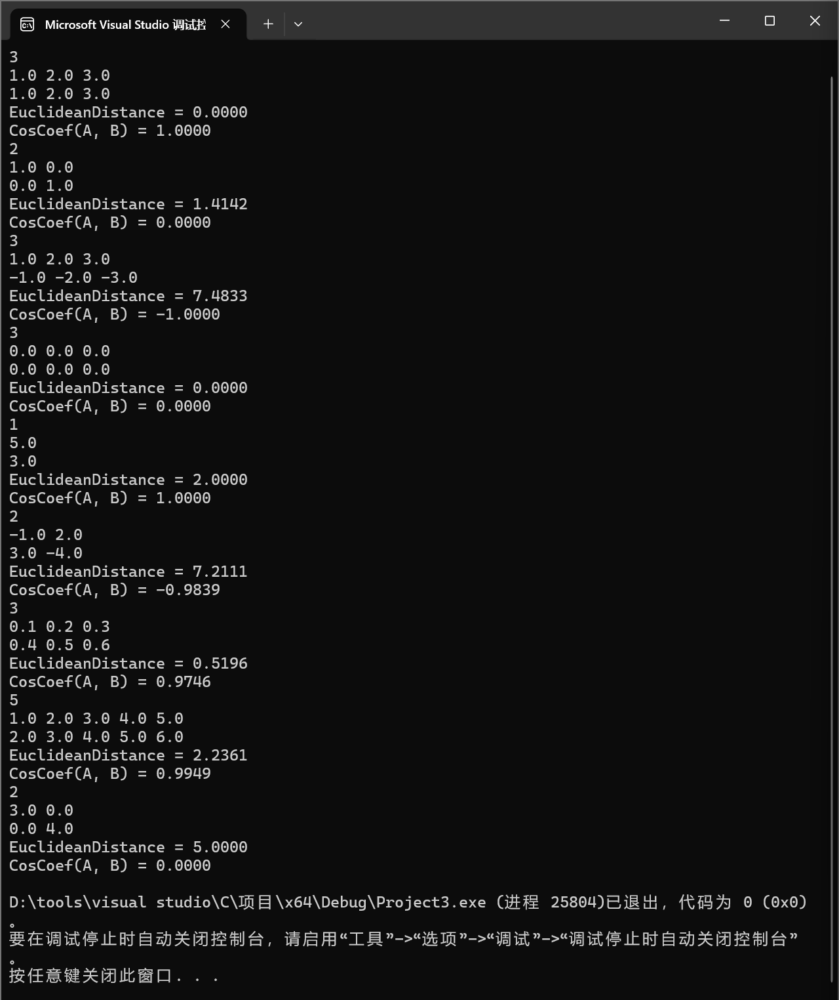 Microsoft Visual Studio 调试控
3
1.0 2.0 3.0
1.0 2.0 3.0
EuclideanDistance = 0.0000
CosCoef(A, B) = 1.0000
2
1.0 0.0
0.0 1.0
EuclideanDistance = 1.4142
CosCoef(A, B) = 0.0000
3
1.0 2.0 3.0
-1.0 -2.0 -3.0
EuclideanDistance = 7.4833
CosCoef(A, B) = -1.0000
3
0.0 0.0 0.0
0.0 0.0 0.0
EuclideanDistance = 0.0000
CosCoef(A, B) = 0.0000
1
5.0
3.0
EuclideanDistance = 2.0000
CosCoef(A, B) = 1.0000
2
-1.0 2.0
3.0 -4.0
EuclideanDistance = 7.2111
CosCoef(A, B) = -0.9839
3
0.1 0.2 0.3
0.4 0.5 0.6
EuclideanDistance = 0.5196
CosCoef(A, B) = 0.9746
5
1.0 2.0 3.0 4.0 5.0
2.0 3.0 4.0 5.0 6.0
EuclideanDistance = 2.2361
CosCoef(A, B) = 0.9949
2
3.0 0.0
0.0 4.0
EuclideanDistance = 5.0000
CosCoef(A, B) = 0.0000
D:\tools\visual studio\C\项目\x64\Debug\Project3.exe (进程 25804)已退出，代码为 0 (0x0)
。
要在调试停止时自动关闭控制台，请启用“工具”->“选项”->“调试”->“调试停止时自动关闭控制台”
。
按任意键关闭此窗口. . .